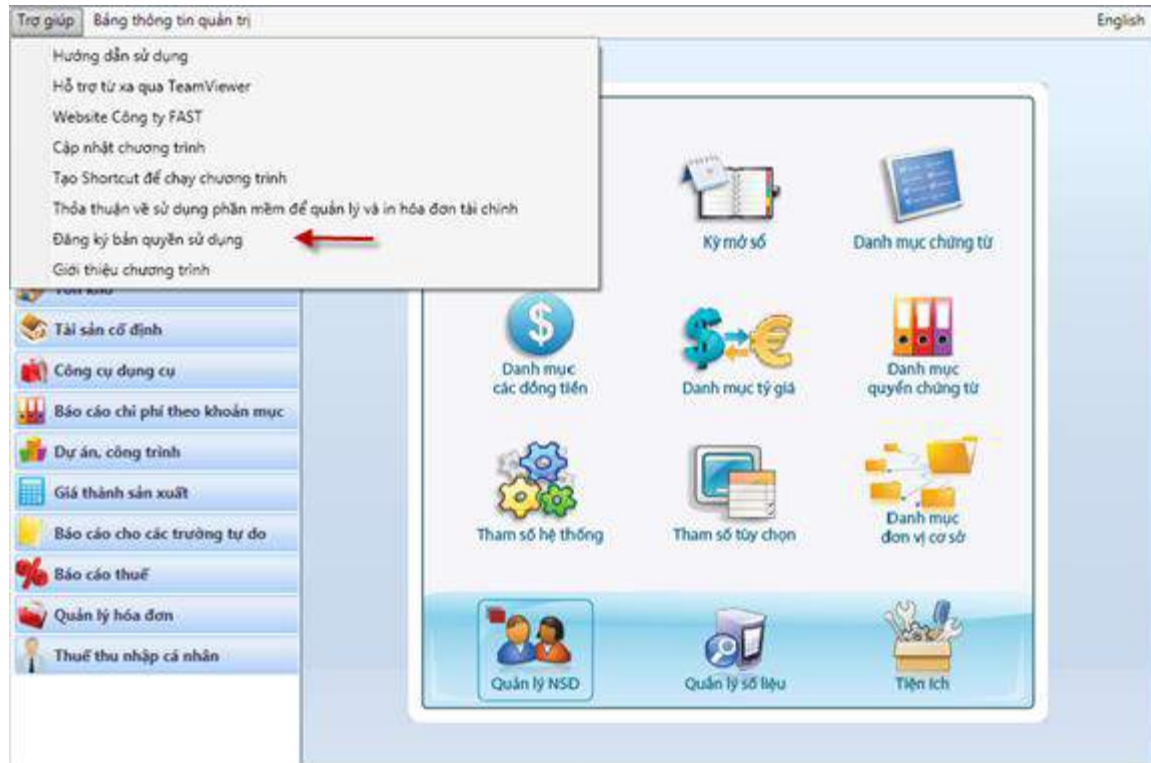 Trợ giúp
Bảng thông tin quản trị
English
Hướng dẫn sử dụng
Hỗ trợ từ xa qua TeamViewer
Website Công ty FAST
Cập nhật chương trình
Tạo Shortcut để chạy chương trình
Thỏa thuận về sử dụng phần mềm để quản lý và in hóa đơn tài chính
Đăng ký bản quyền sử dụng
Giới thiệu chương trình
Tài sản cố định
Công cụ dụng cụ
Báo cáo chi phí theo khoản mục
Dự án, công trình
Giá thành sản xuất
Báo cáo cho các trường tự do
Báo cáo thuế
Quản lý hóa đơn
Thuế thu nhập cá nhân
Kỳ mở sổ
Danh mục chứng từ
Danh mục
các đồng tiền
Danh mục tỷ giá
Danh mục
quyển chứng từ
Tham số hệ thống
Tham số tùy chọn
Danh mục
đơn vị cơ sở
Quản lý NSD
Quản lý số liệu
Tiện ích